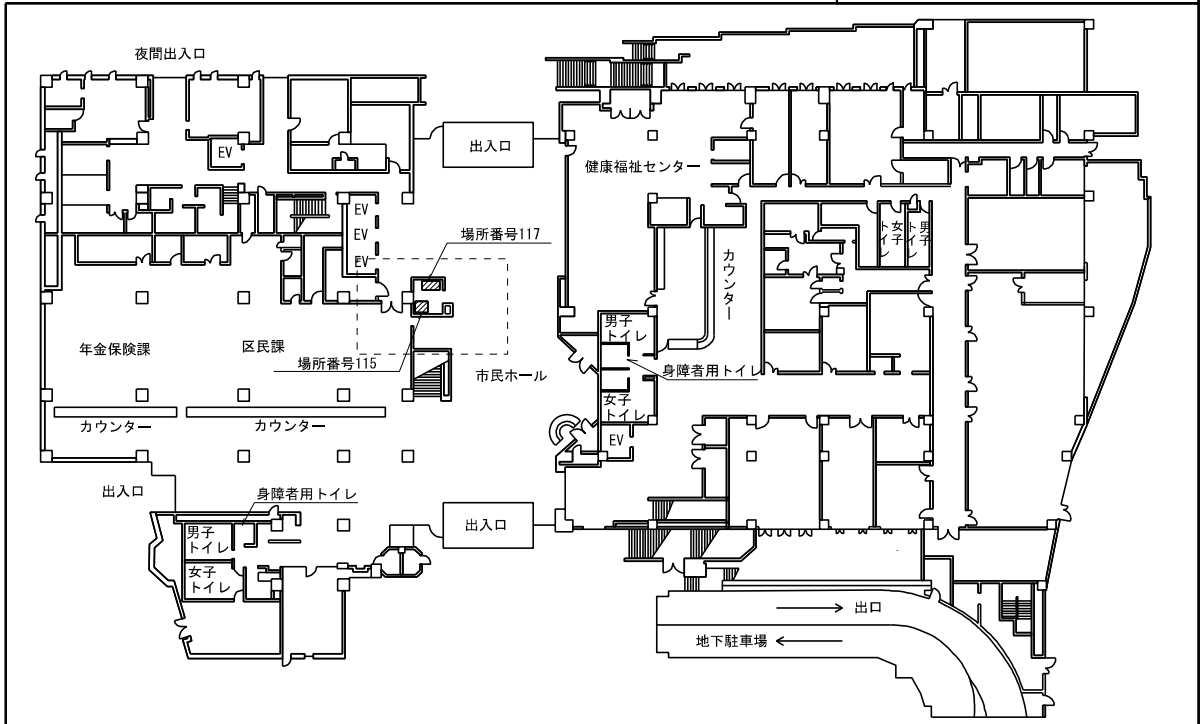 夜間出入口
EV
出入口
健康福祉センター
EV
EV
EV
場所番号117
カウンター
女子
トイレ
男子
トイレ
年金保険課
区民課
場所番号115
市民ホール
男子
トイレ
身障者用トイレ
女子
トイレ
EV
カウンター
カウンター
出入口
身障者用トイレ
男子
トイレ
女子
トイレ
出入口
出口
地下駐車場